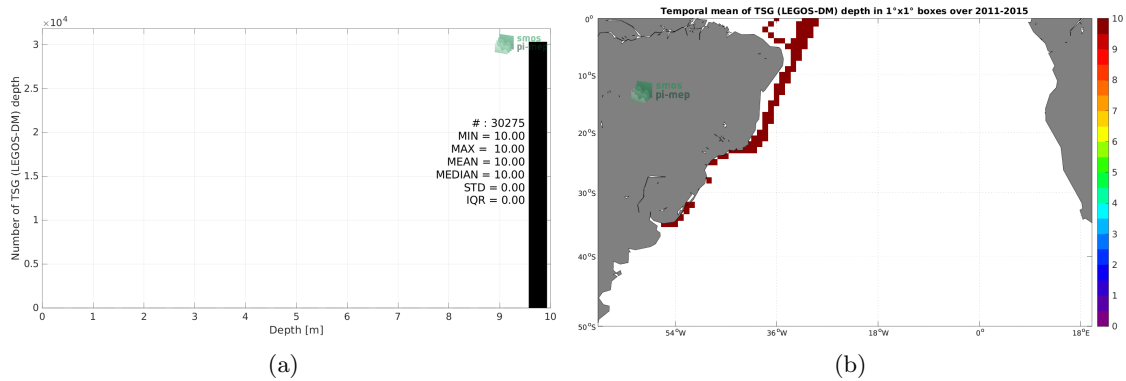 ×10⁴
3
2.5
2
1.5
1
0.5
0
Number of TSG (LEGOS-DM) depth
smos
pi-mep
# : 30275
MIN = 10.00
MAX = 10.00
MEAN = 10.00
MEDIAN = 10.00
STD = 0.00
IQR = 0.00
0 1 2 3 4 5 6 7 8 9 10
Depth [m]
(a)
Temporal mean of TSG (LEGOS-DM) depth in 1°x1° boxes over 2011-2015
0°
10°S
20°S
30°S
40°S
50°S
smos
pi-mep
54°W 36°W 18°W 0° 18°E
10
9
8
7
6
5
4
3
2
1
0
(b)